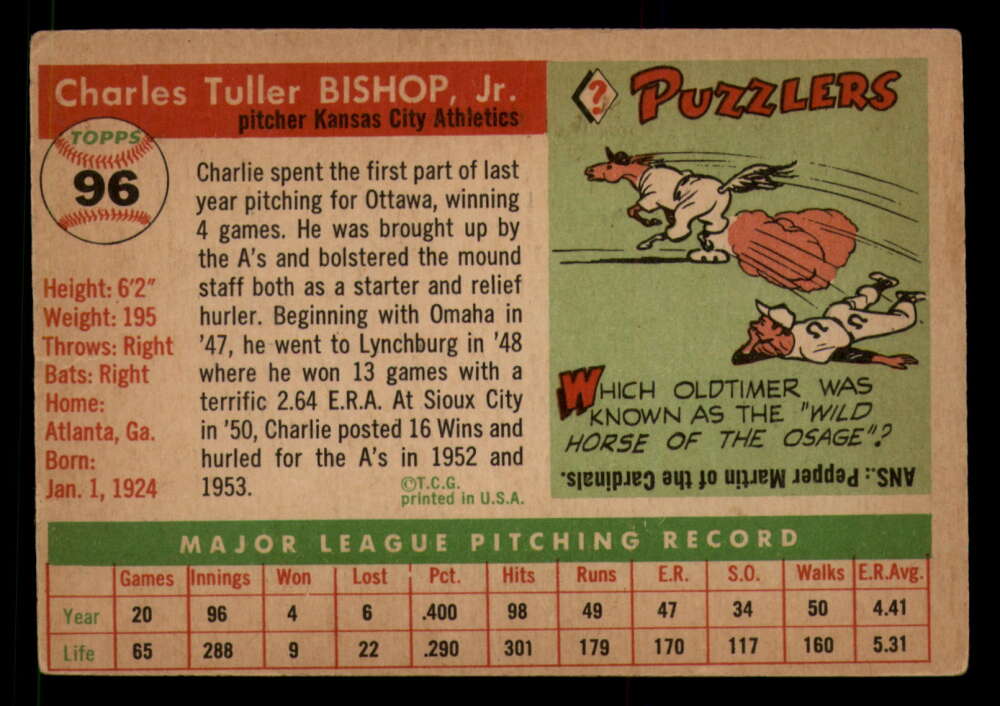 Charles Tuller BISHOP, Jr.
pitcher Kansas City Athletics
TOPPS
96
Height: 6'2"
Weight: 195
Throws: Right
Bats: Right
Home:
Atlanta, Ga.
Born:
Jan. 1, 1924
Charlie spent the first part of last
year pitching for Ottawa, winning
4 games. He was brought up by
the A's and bolstered the mound
staff both as a starter and relief
hurler. Beginning with Omaha in
'47, he went to Lynchburg in '48
where he won 13 games with a
terrific 2.64 E.R.A. At Sioux City
in '50, Charlie posted 16 Wins and
hurled for the A's in 1952 and
1953.
©T.C.G.
printed in U.S.A.
? PUZZLERS
WHICH OLDTIMER WAS
KNOWN AS THE "WILD
HORSE OF THE OSAGE"?
ANS.: Pepper Martin of the Cardinals.
MAJOR LEAGUE PITCHING RECORD
Games Innings Won Lost Pct. Hits Runs E.R. S.O. Walks E.R.Avg.
Year 20 96 4 6 .400 98 49 47 34 50 4.41
Life 65 288 9 22 .290 301 179 170 117 160 5.31